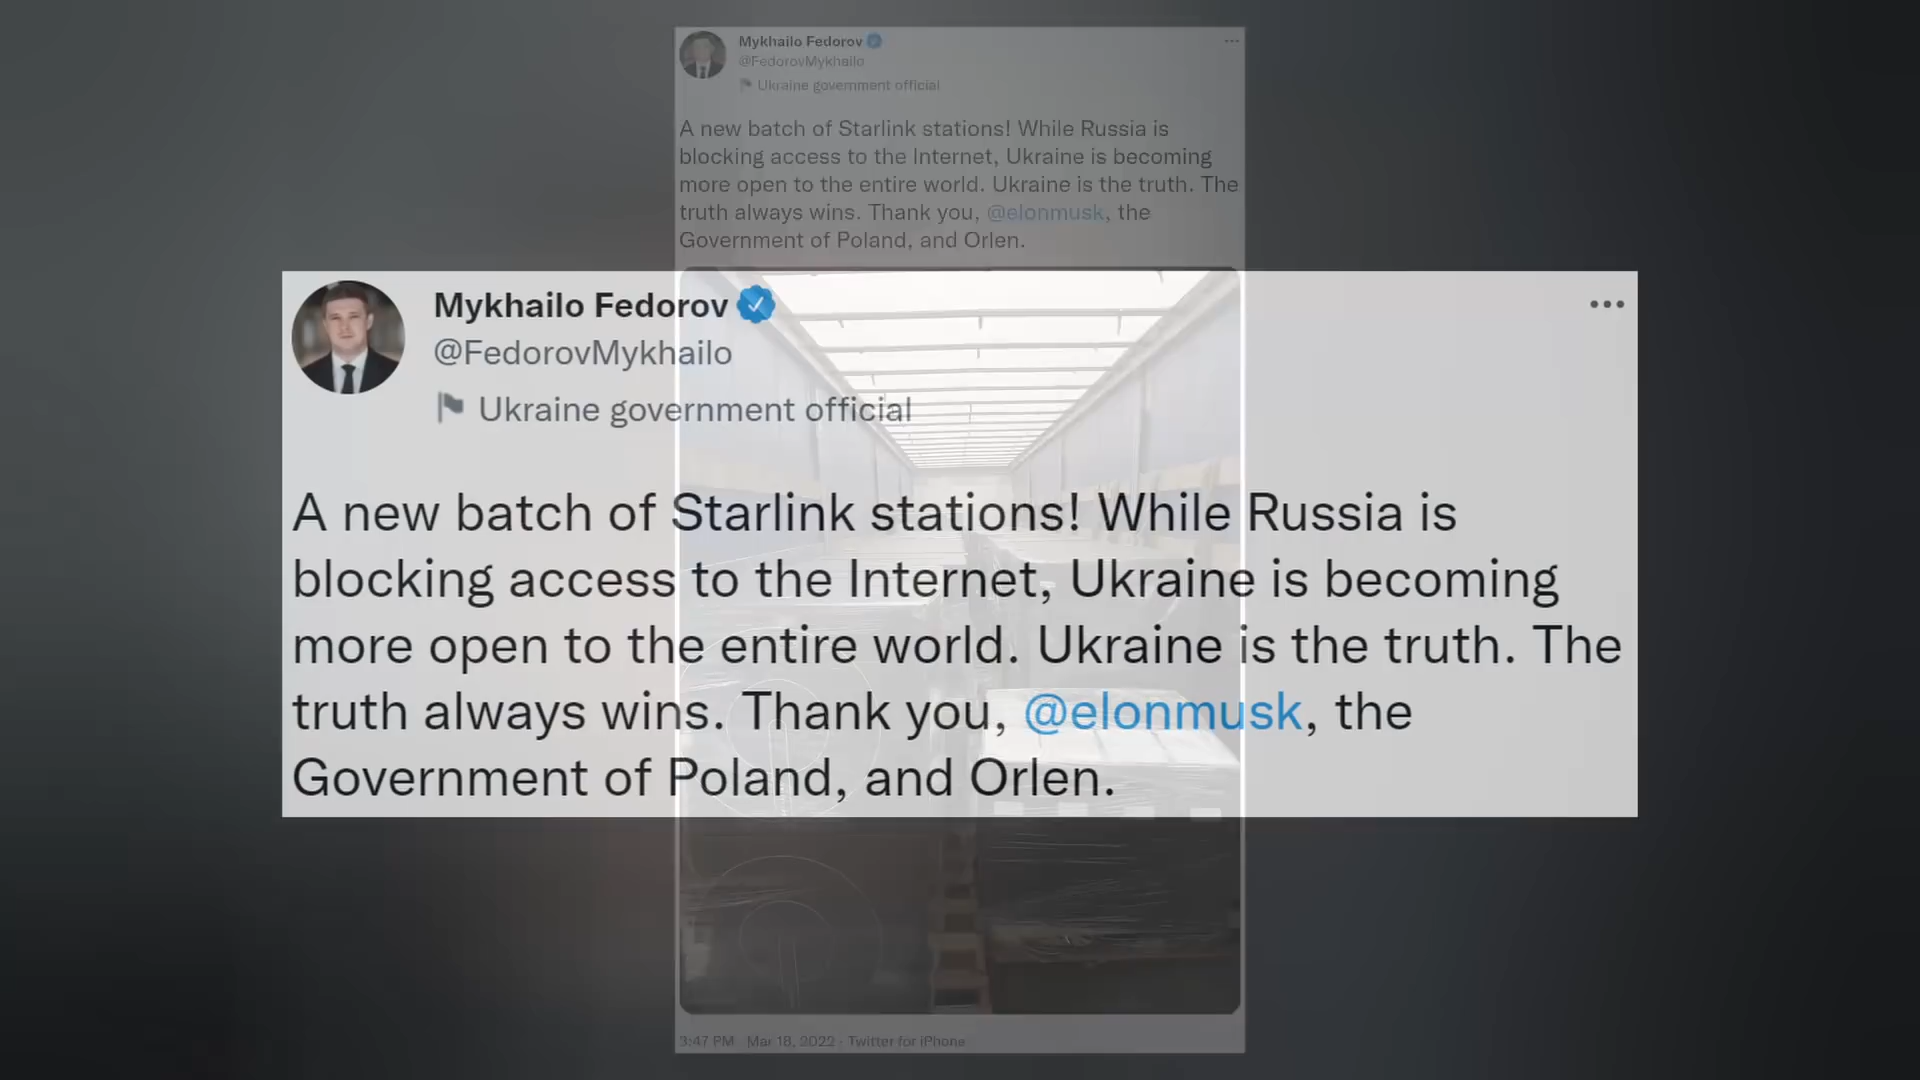 Mykhailo Fedorov
@FedorovMykhailo
Ukraine government official
A new batch of Starlink stations! While Russia is
blocking access to the Internet, Ukraine is becoming
more open to the entire world. Ukraine is the truth. The
truth always wins. Thank you, @elonmusk, the
Government of Poland, and Orlen.
Mykhailo Fedorov
@FedorovMykhailo
Ukraine government official
A new batch of Starlink stations! While Russia is
blocking access to the Internet, Ukraine is becoming
more open to the entire world. Ukraine is the truth. The
truth always wins. Thank you, @elonmusk, the
Government of Poland, and Orlen.
3:47 PM · Mar 18, 2022 · Twitter for iPhone